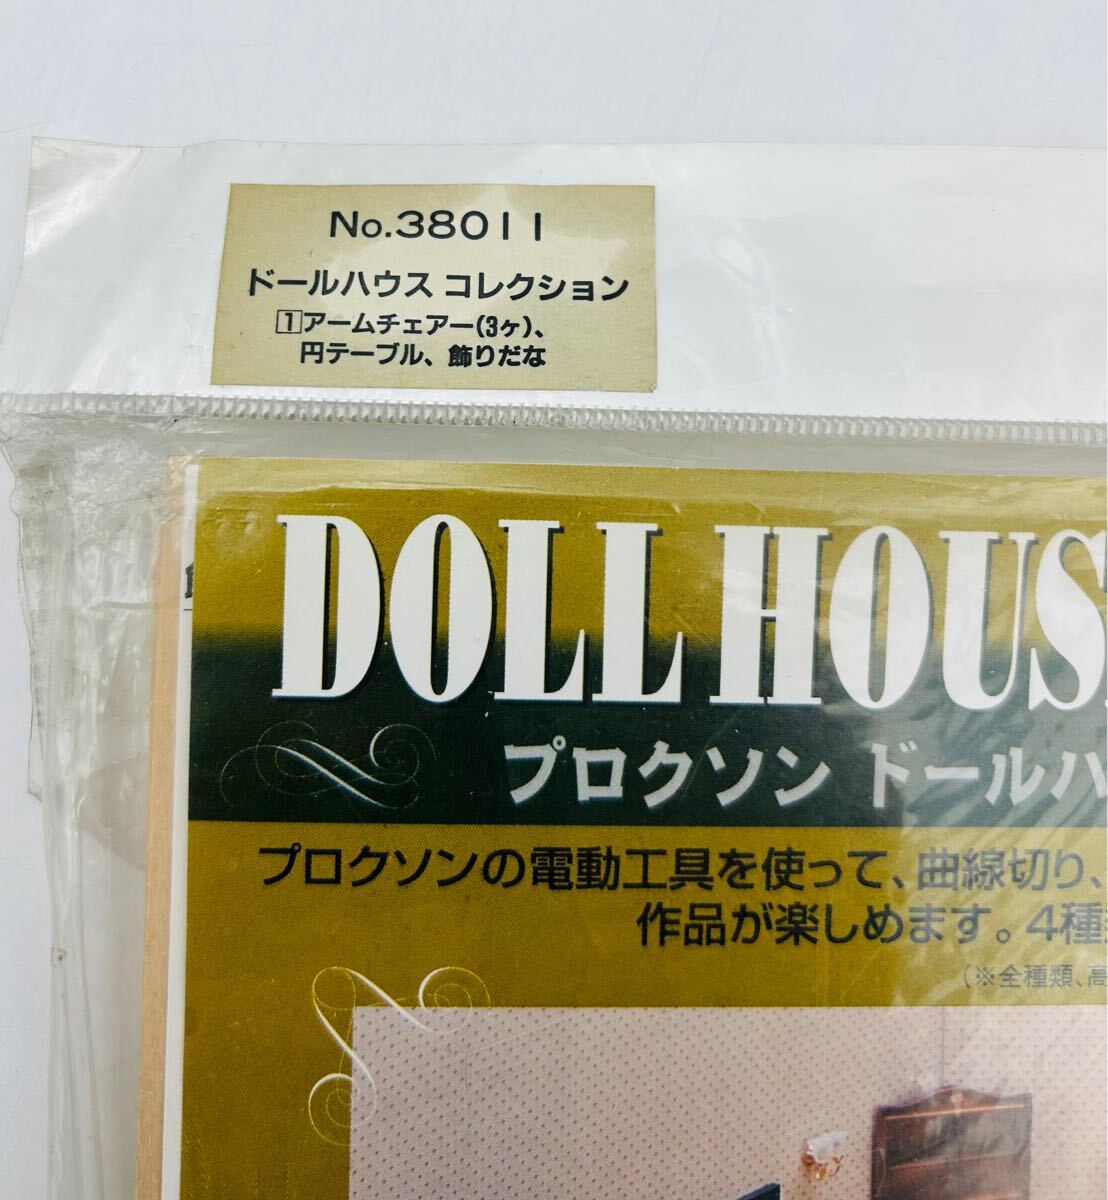 No.38011
ドールハウス コレクション
1アームチェアー(3ヶ)、
円テーブル、飾りだな
DOLL HOUS
プロクソン ドールハ
プロクソンの電動工具を使って、曲線切り、
作品が楽しめます。4種
(※全種類、高